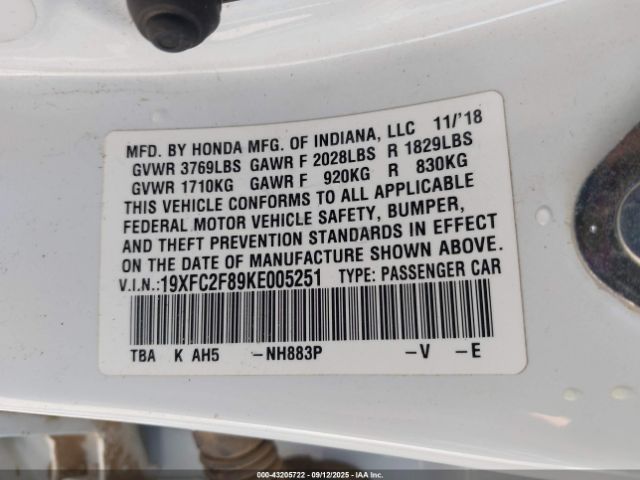 MFD. BY HONDA MFG. OF INDIANA, LLC 11/'18
GVWR 3769LBS GAWR F 2028LBS R 1829LBS
GVWR 1710KG GAWR F 920KG R 830KG
THIS VEHICLE CONFORMS TO ALL APPLICABLE
FEDERAL MOTOR VEHICLE SAFETY, BUMPER,
AND THEFT PREVENTION STANDARDS IN EFFECT
ON THE DATE OF MANUFACTURE SHOWN ABOVE.
V.I.N.:19XFC2F89KE005251 TYPE: PASSENGER CAR
TBA K AH5 -NH883P -V -E
00-43205722 - 09/12/2025 - IAA Inc.